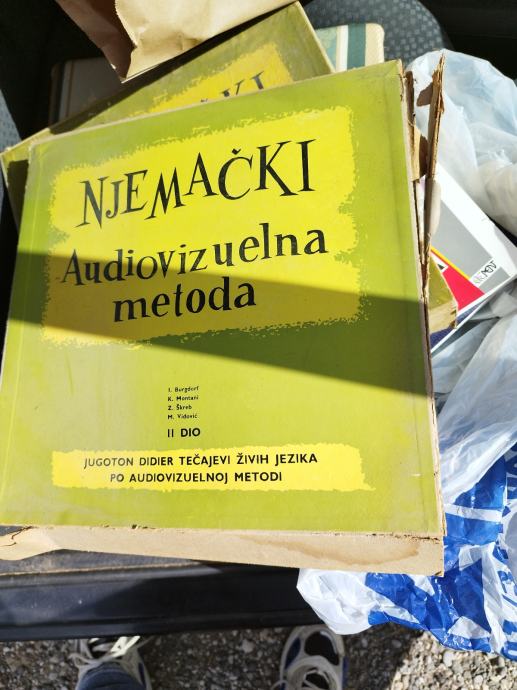 NJEMAČKI
Audiovizuelna
metoda
I. Burgdorf
K. Montani
Z. Škreb
M. Vidović
II DIO
JUGOTON DIDIER TEČAJEVI ŽIVIH JEZIKA
PO AUDIOVIZUELNOJ METODI